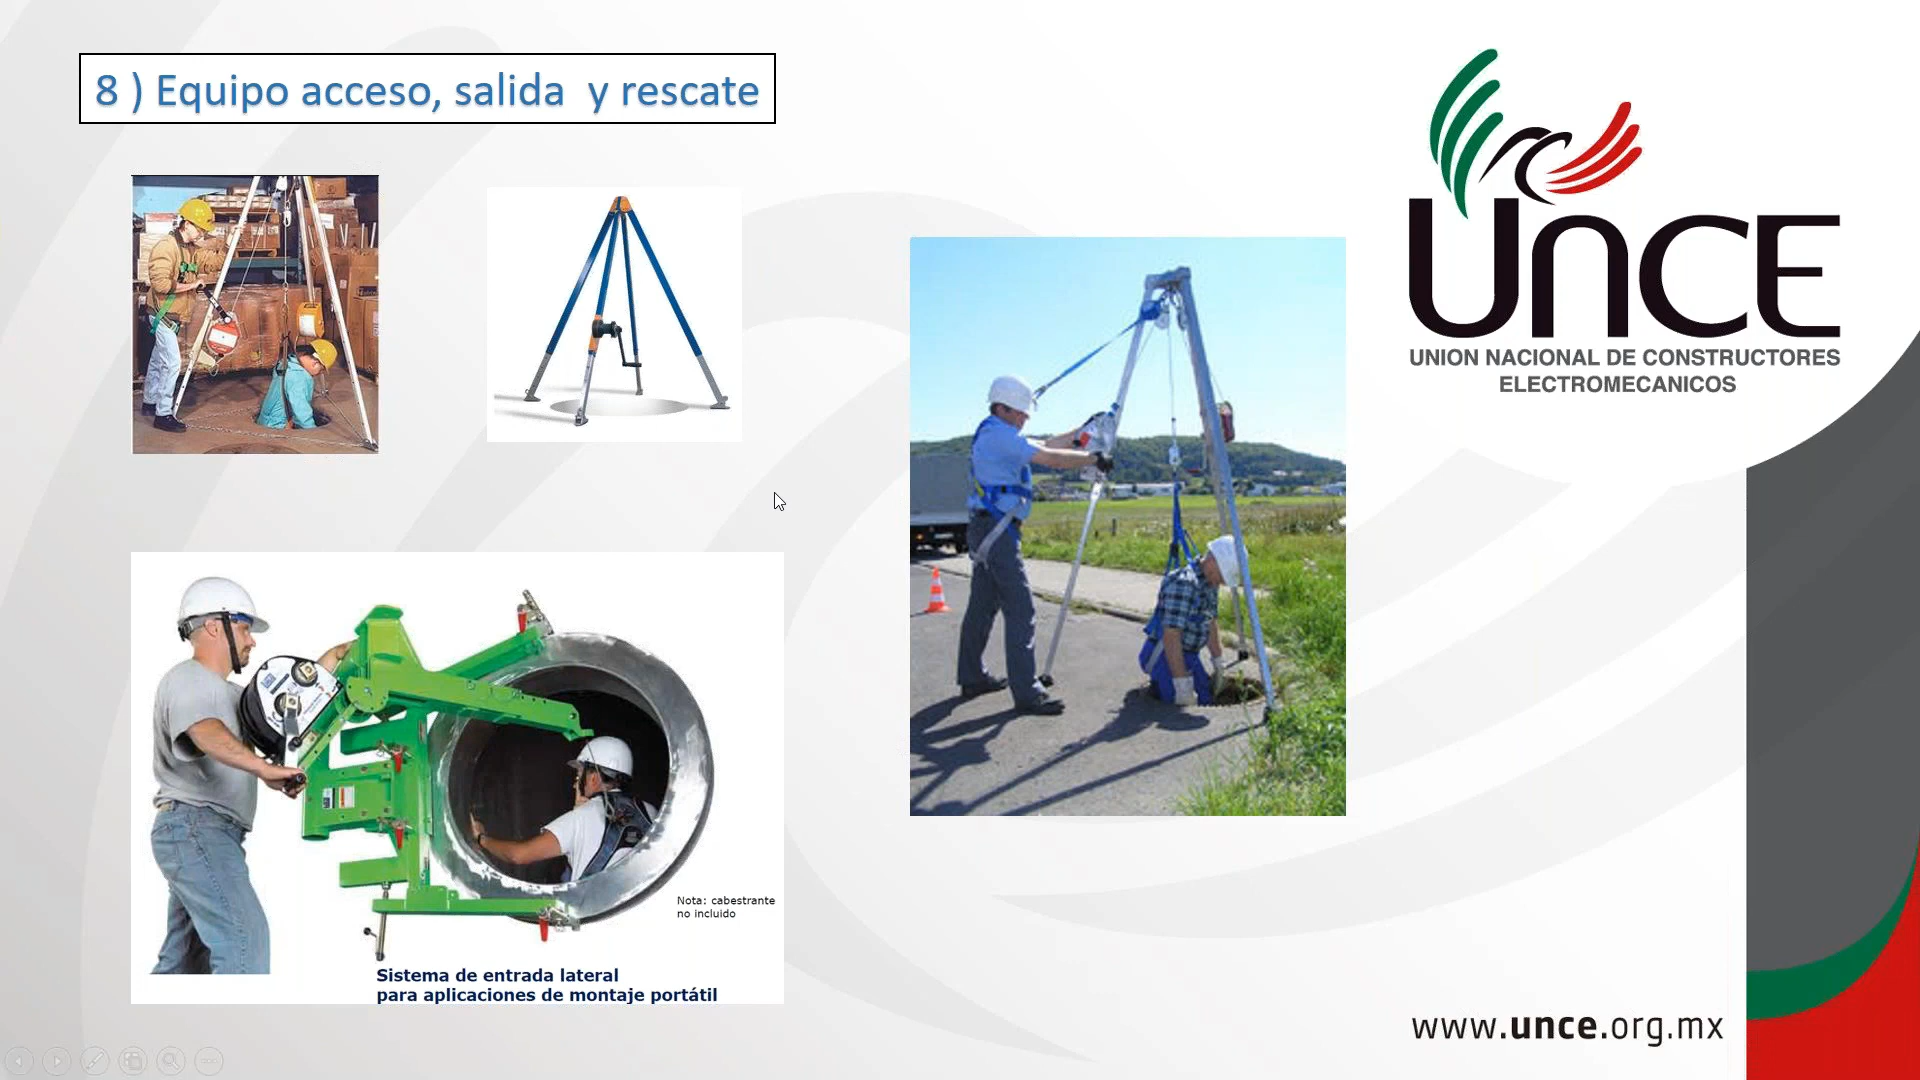 8 ) Equipo acceso, salida y rescate
UNCE
UNION NACIONAL DE CONSTRUCTORES
ELECTROMECANICOS
Nota: cabestrante
no incluido
Sistema de entrada lateral
para aplicaciones de montaje portátil
www.unce.org.mx